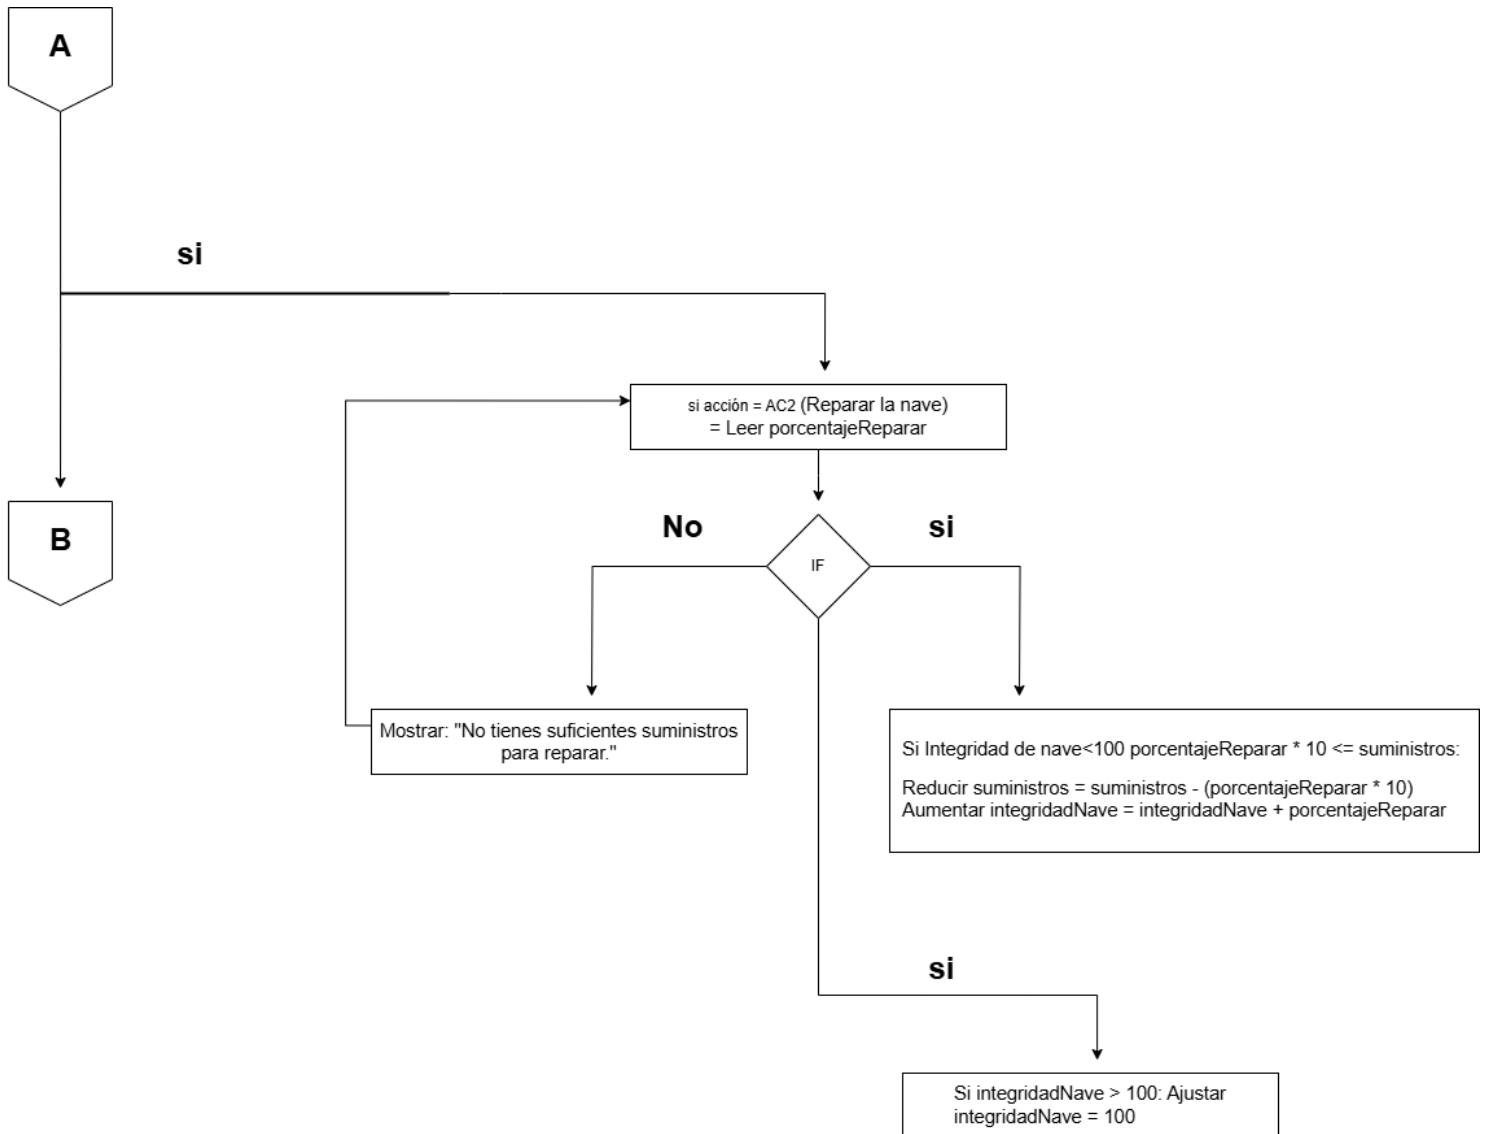 A
si
si acción = AC2 (Reparar la nave)
= Leer porcentajeReparar
B
No
si
IF
Mostrar: "No tienes suficientes suministros
para reparar."
Si Integridad de nave<100 porcentajeReparar * 10 <= suministros:
Reducir suministros = suministros - (porcentajeReparar * 10)
Aumentar integridadNave = integridadNave + porcentajeReparar
si
Si integridadNave > 100: Ajustar
integridadNave = 100